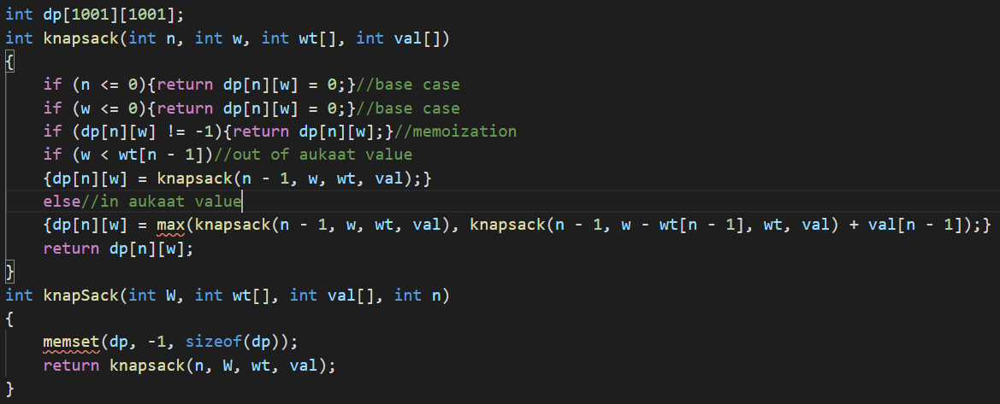 int dp[1001][1001];
int knapsack(int n, int w, int wt[], int val[])
{
    if (n <= 0){return dp[n][w] = 0;}//base case
    if (w <= 0){return dp[n][w] = 0;}//base case
    if (dp[n][w] != -1){return dp[n][w];}//memoization
    if (w < wt[n - 1])//out of aukaat value
    {dp[n][w] = knapsack(n - 1, w, wt, val);}
    else//in aukaat value
    {dp[n][w] = max(knapsack(n - 1, w, wt, val), knapsack(n - 1, w - wt[n - 1], wt, val) + val[n - 1]);}
    return dp[n][w];
}
int knapSack(int W, int wt[], int val[], int n)
{
    memset(dp, -1, sizeof(dp));
    return knapsack(n, W, wt, val);
}